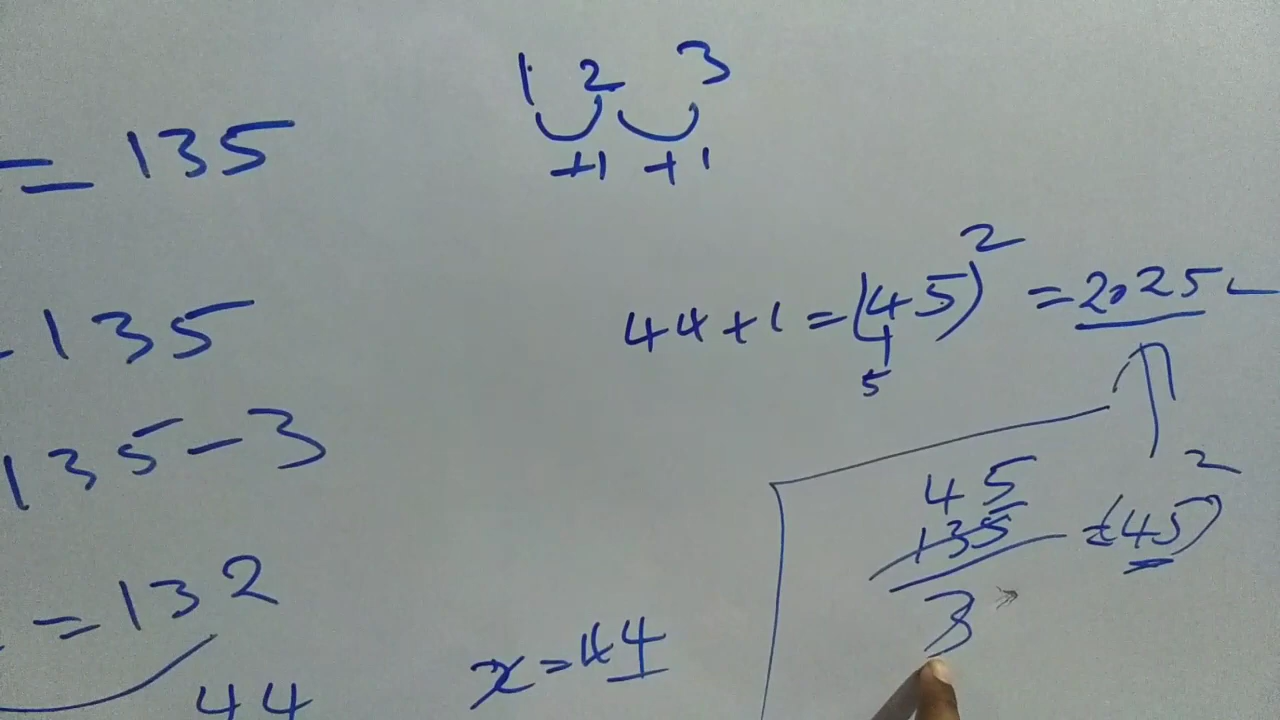 1 2 3
+1 +1
= 135
44+1=(45)² = 2025
4
5
135
135-3
45
135 = (45)²
3
= 132
x=44
44